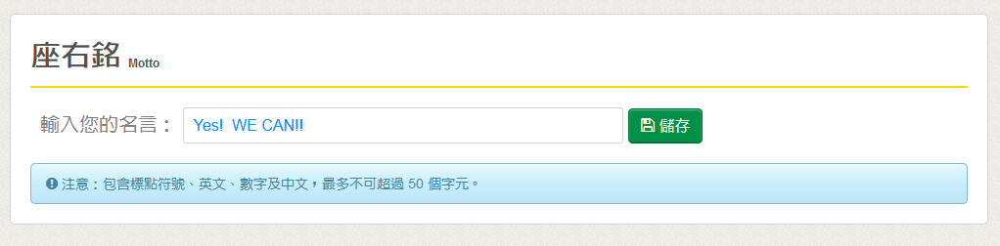 座右銘 Motto
輸入您的名言： Yes!  WE CAN!! 儲存
注意：包含標點符號、英文、數字及中文，最多不可超過 50 個字元。